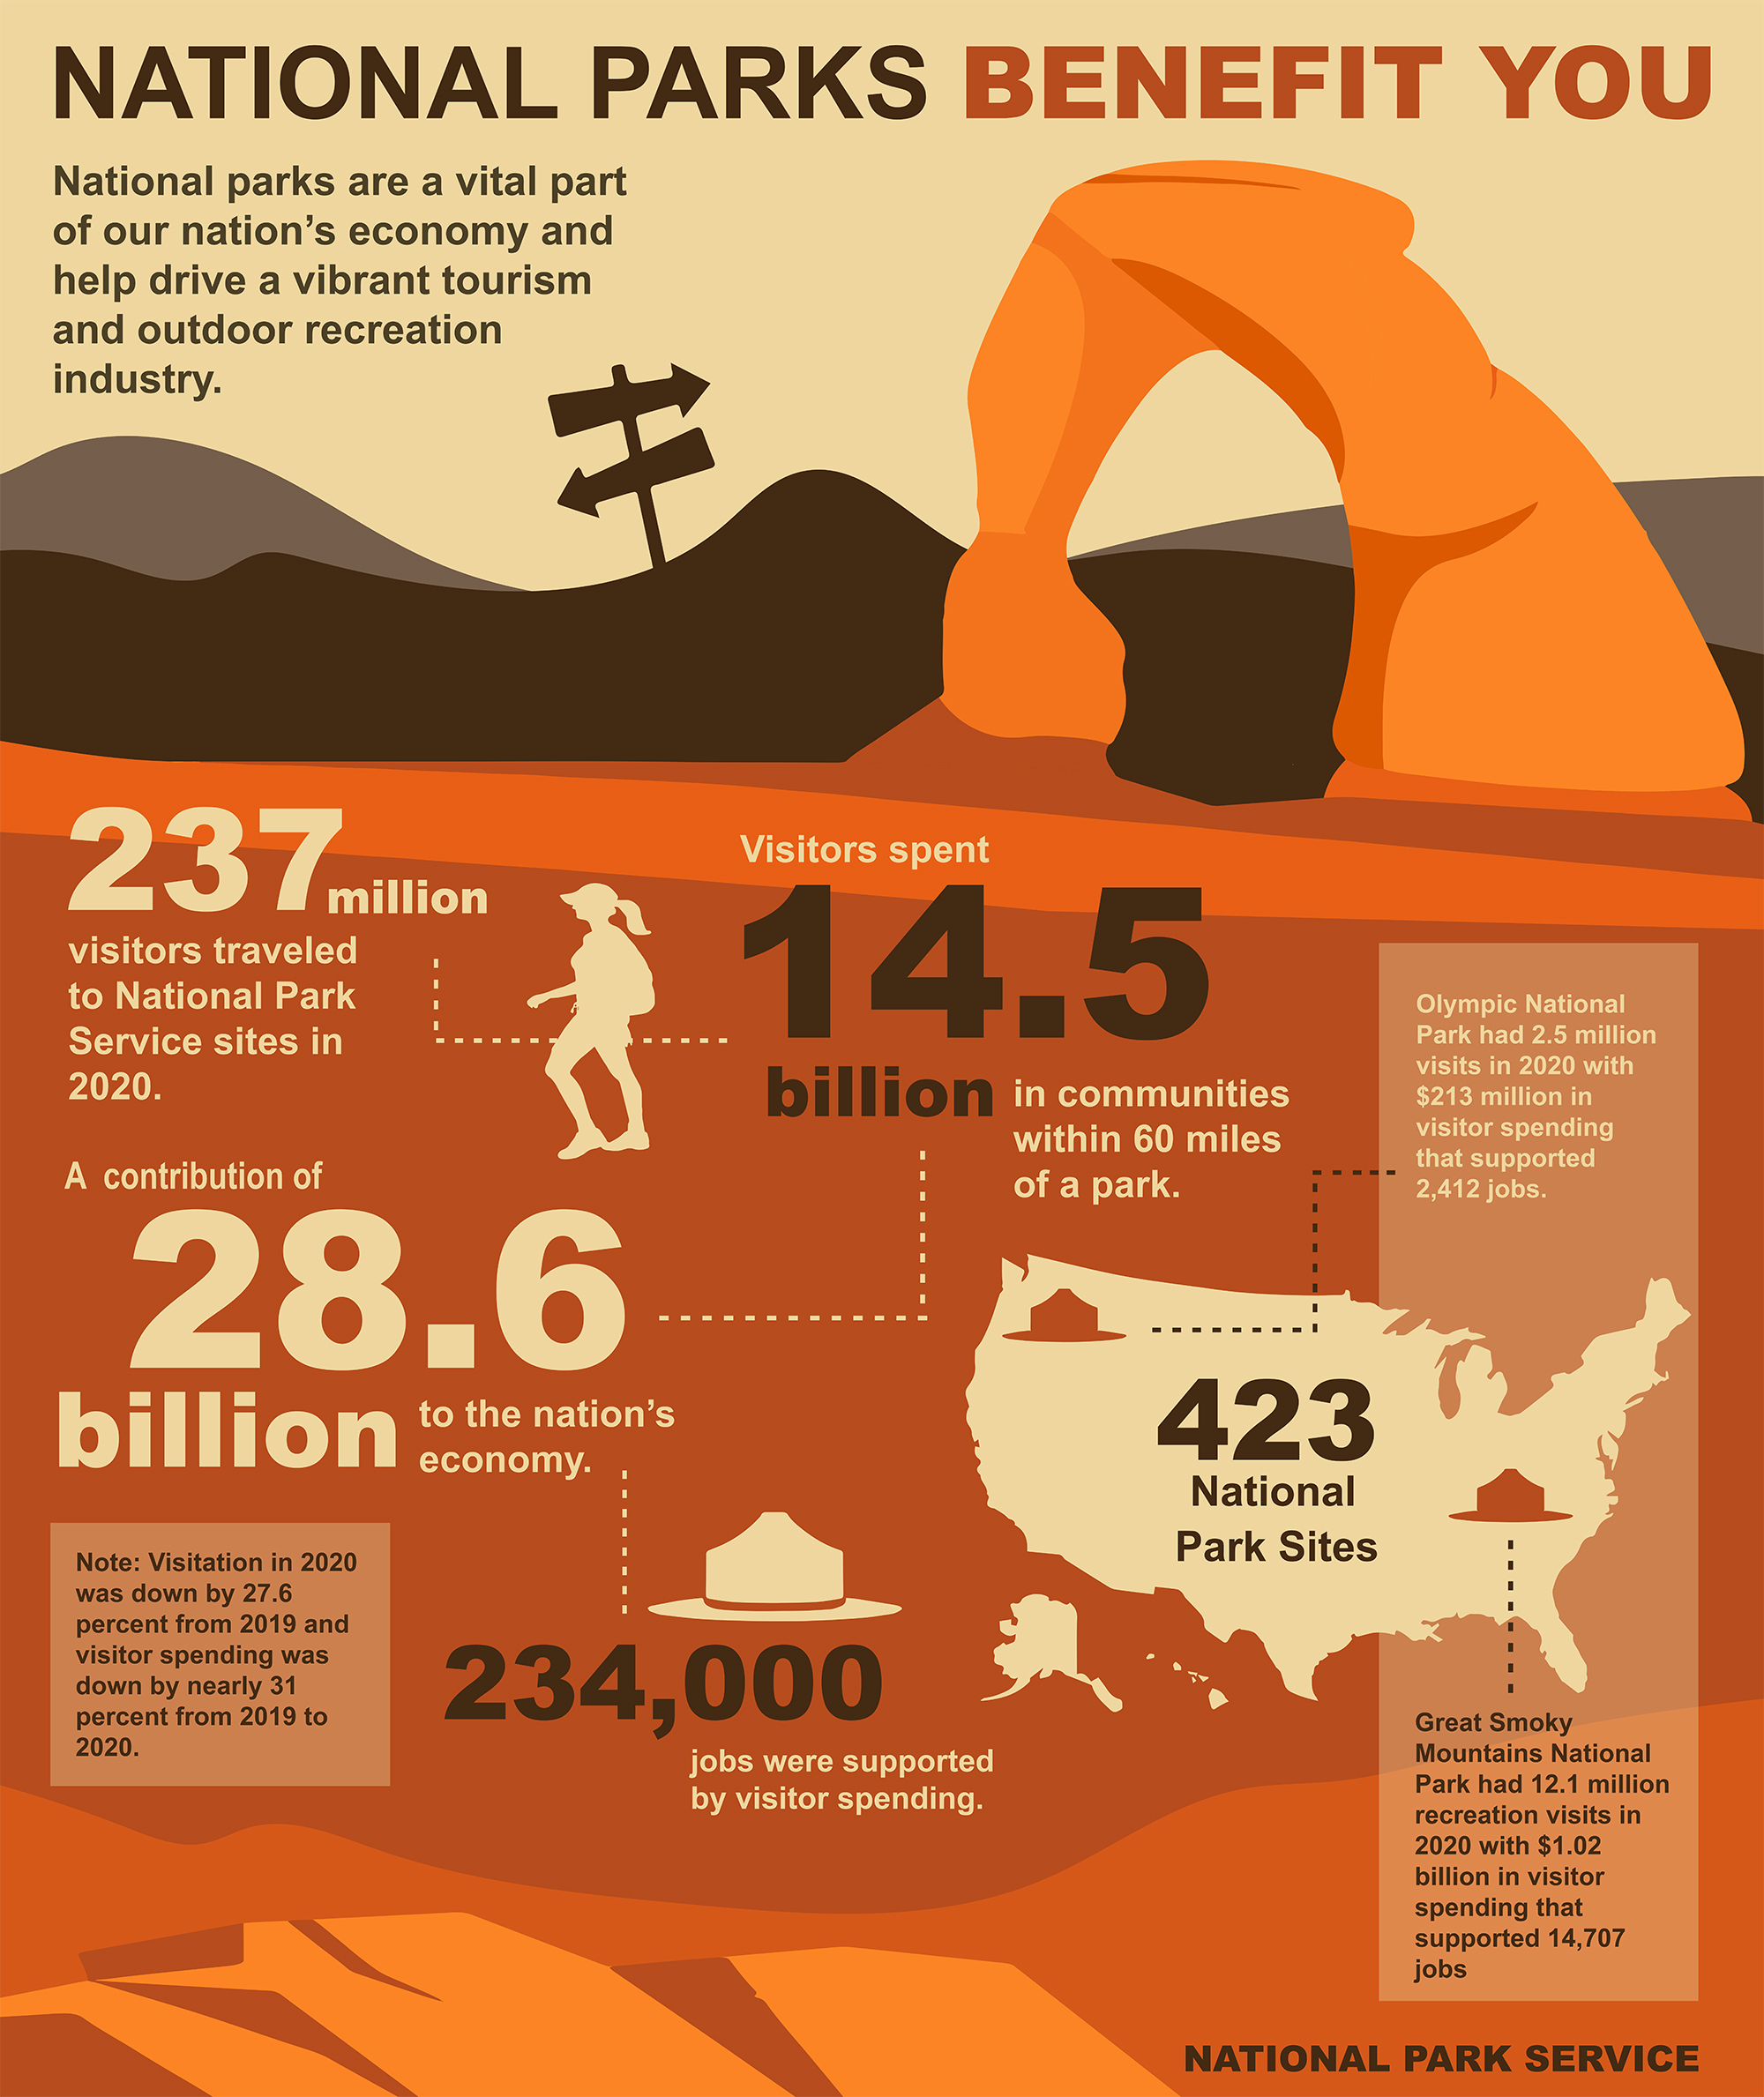 NATIONAL PARKS BENEFIT YOU
National parks are a vital part
of our nation’s economy and
help drive a vibrant tourism
and outdoor recreation
industry.
237 million
visitors traveled
to National Park
Service sites in
2020.
Visitors spent
14.5
billion in communities
within 60 miles
of a park.
A contribution of
28.6
billion to the nation’s
economy.
Note: Visitation in 2020
was down by 27.6
percent from 2019 and
visitor spending was
down by nearly 31
percent from 2019 to
2020.
234,000
jobs were supported
by visitor spending.
Olympic National
Park had 2.5 million
visits in 2020 with
$213 million in
visitor spending
that supported
2,412 jobs.
423
National
Park Sites
Great Smoky
Mountains National
Park had 12.1 million
recreation visits in
2020 with $1.02
billion in visitor
spending that
supported 14,707
jobs
NATIONAL PARK SERVICE